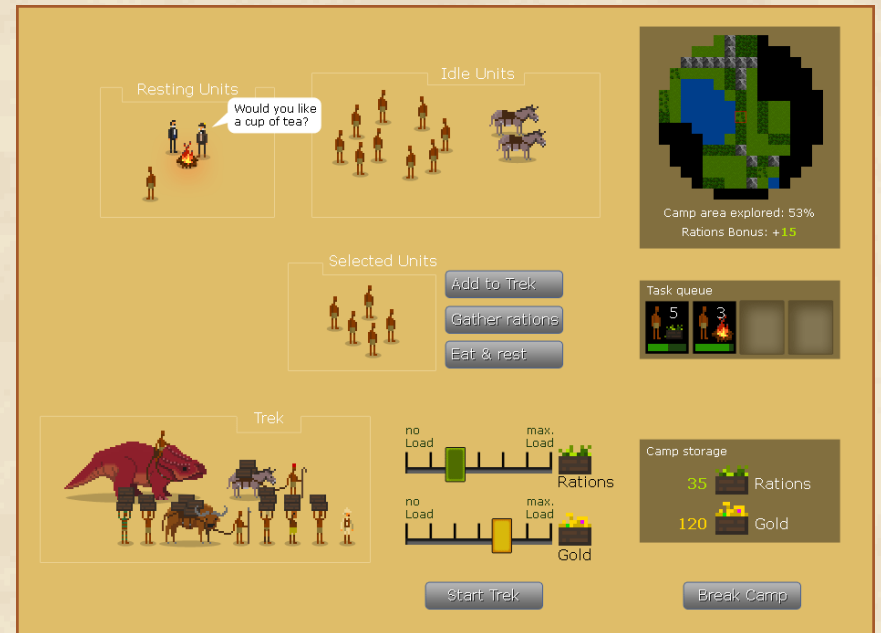 Resting Units
Would you like
a cup of tea?
Idle Units
Camp area explored: 53%
Rations Bonus: +15
Selected Units
Add to Trek
Gather rations
Eat & rest
Task queue
5
3
Trek
no
Load
max.
Load
Rations
no
Load
max.
Load
Gold
Camp storage
35 Rations
120 Gold
Start Trek
Break Camp